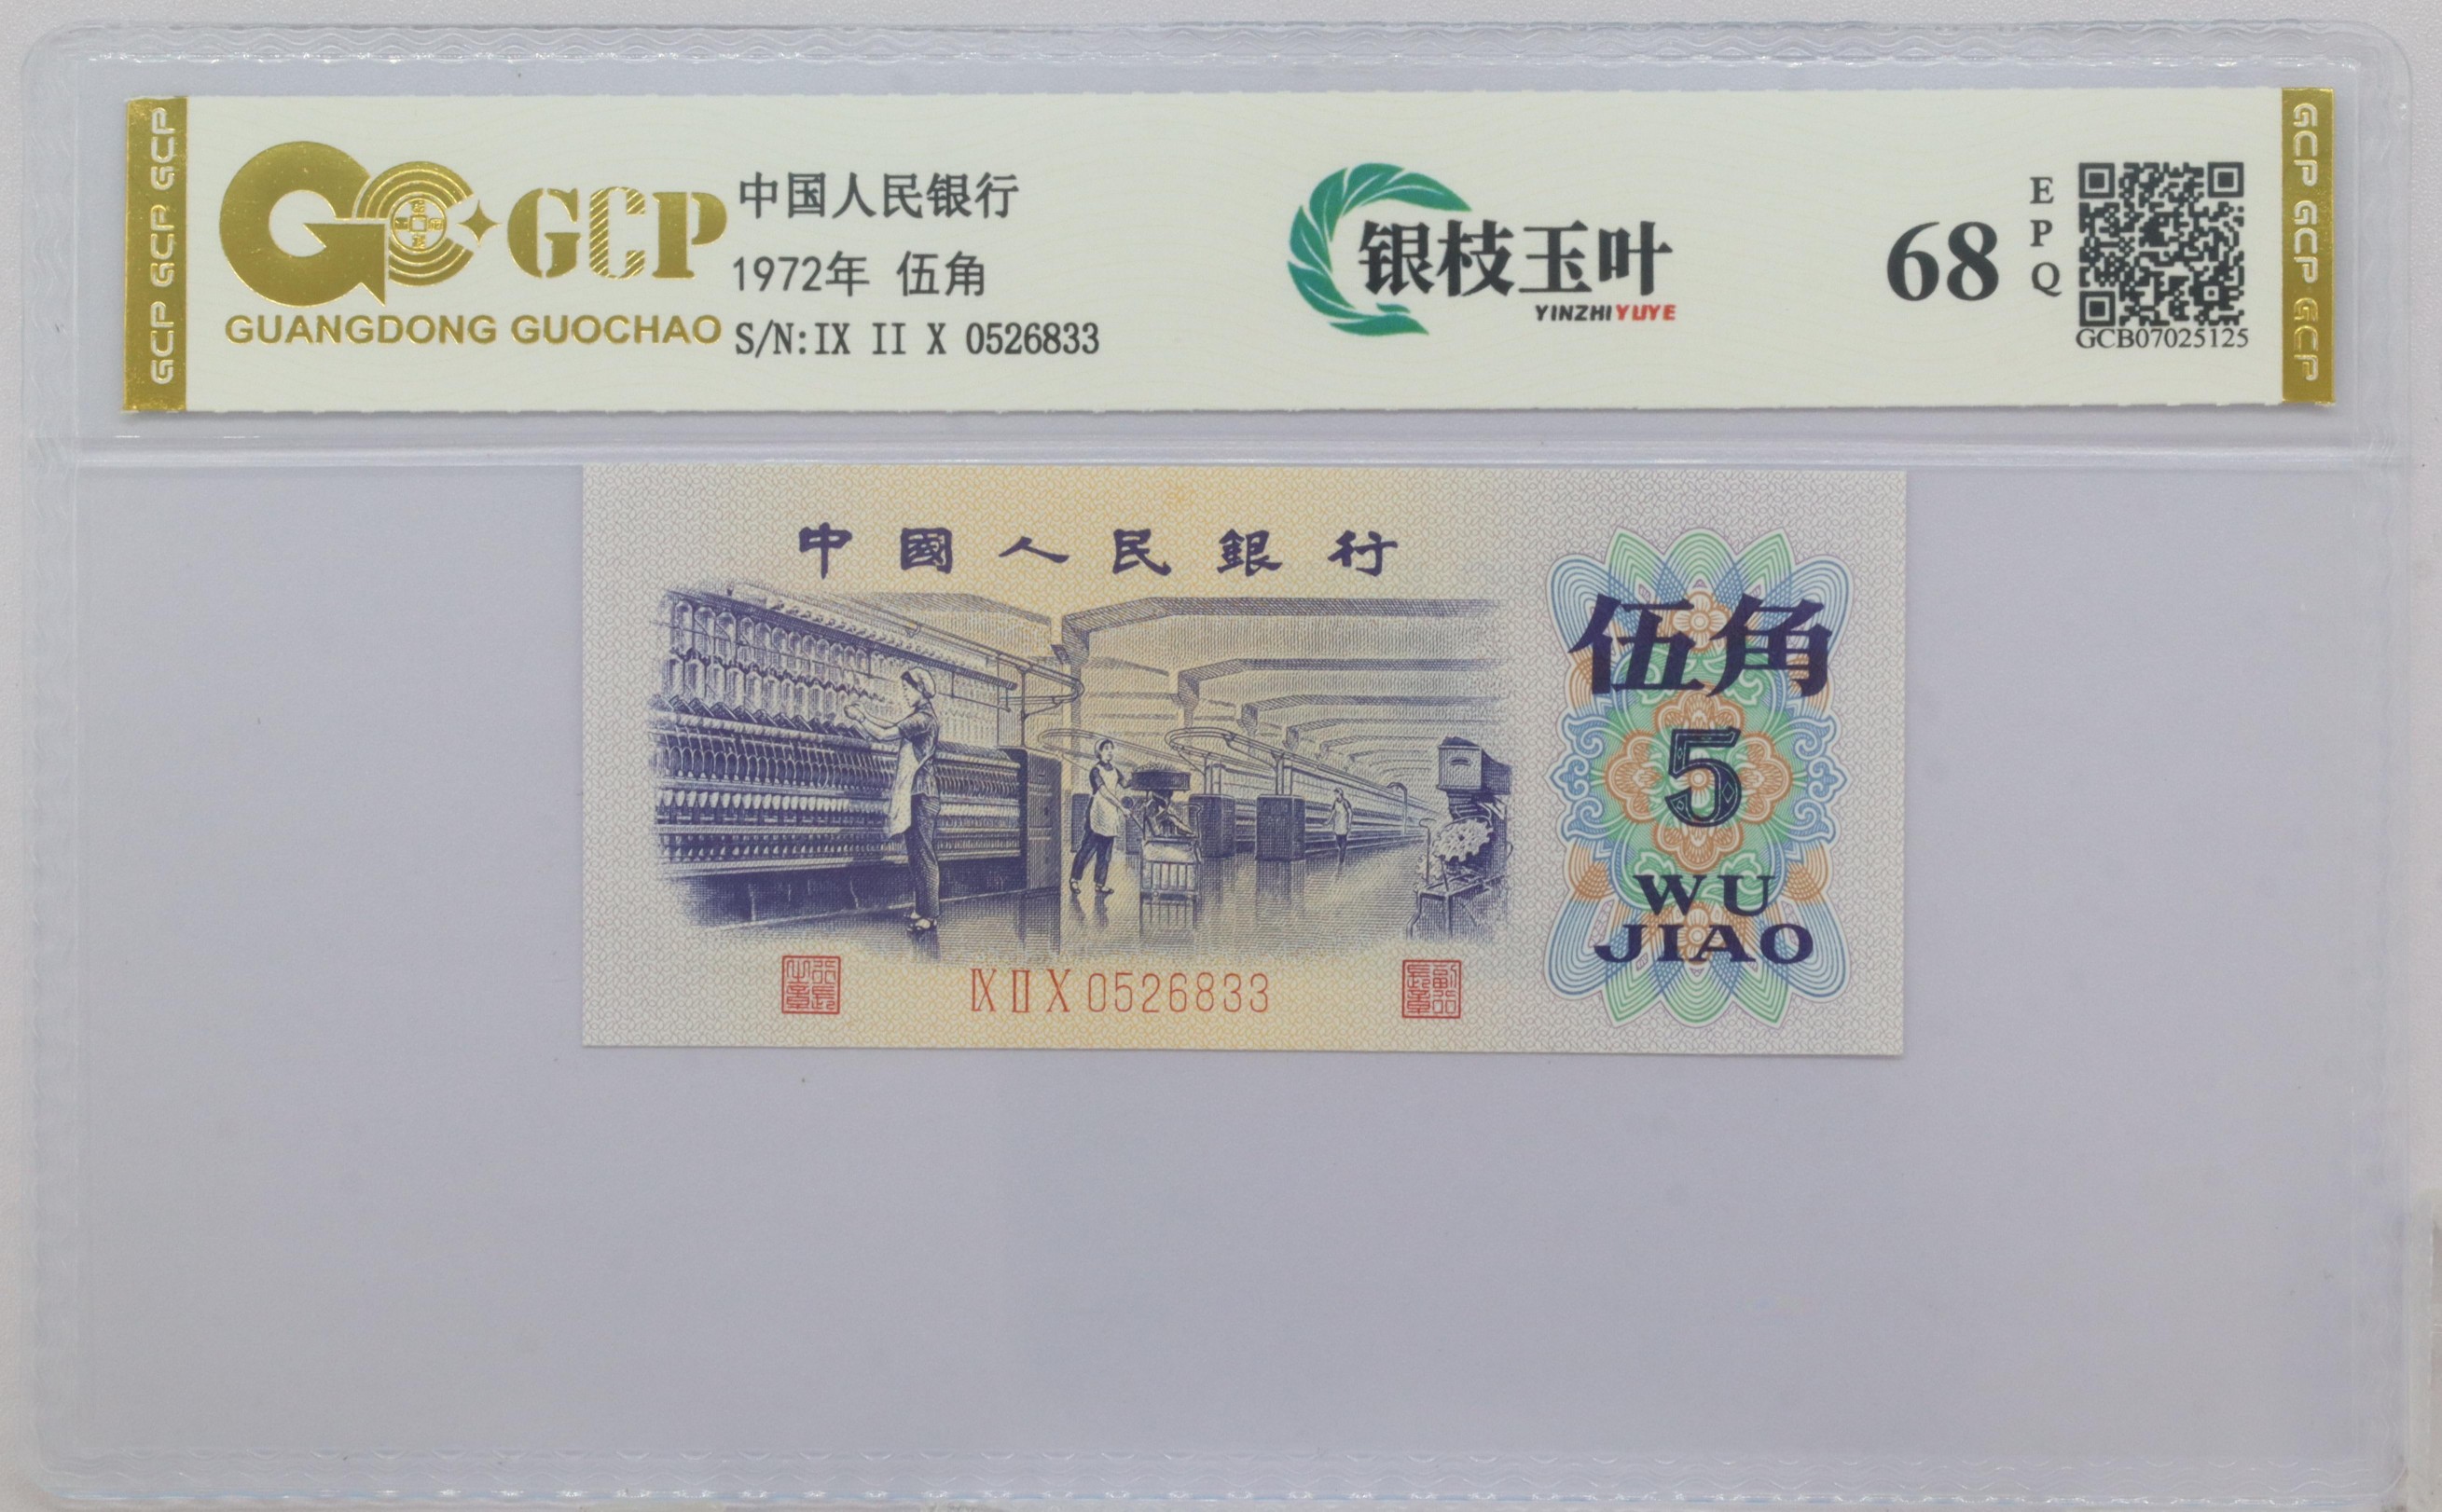 GCP GCP GCP
GCP
GUANGDONG GUOCHAO
中国人民银行
1972年 伍角
S/N:IX II X 0526833
银枝玉叶
YINZHIYUYE
68
EPQ
GCB07025125
GCP GCP GCP
中國人民銀行
伍角
5
WU
JIAO
IX II X 0526833